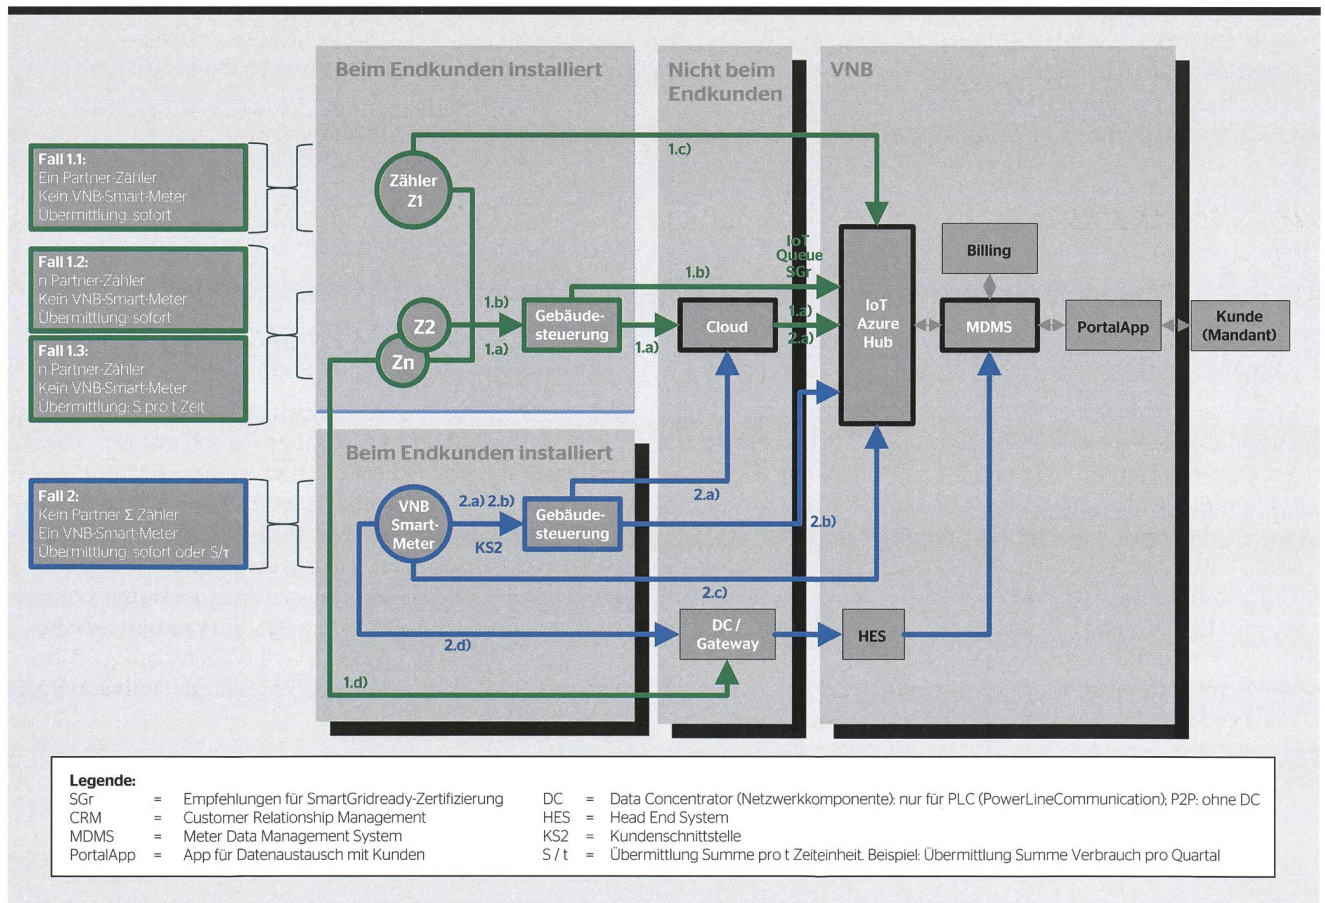 Beim Endkunden installiert
Nicht beim
Endkunden
VNB
Fall 1.1:
Ein Partner-Zähler
Kein VNB-Smart-Meter
Übermittlung: sofort
Fall 1.2:
n Partner-Zähler
Kein VNB-Smart-Meter
Übermittlung: sofort
Fall 1.3:
n Partner-Zähler
Kein VNB-Smart-Meter
Übermittlung: S pro t Zeit
Fall 2:
Kein Partner Σ Zähler
Ein VNB-Smart-Meter
Übermittlung: sofort oder S/τ
Zähler
Z1
Z2
Zn
1.c)
1.b)
1.a)
Gebäude-
steuerung
1.a)
1.b)
Cloud
IoT
Queue
SGr
1.a)
2.a)
IoT
Azure
Hub
Billing
MDMS
PortalApp
Kunde
(Mandant)
Beim Endkunden installiert
VNB
Smart-
Meter
2.a) 2.b)
KS2
Gebäude-
steuerung
2.a)
2.b)
2.c)
2.d)
1.d)
DC /
Gateway
HES
Legende:
SGr = Empfehlungen für SmartGridready-Zertifizierung
CRM = Customer Relationship Management
MDMS = Meter Data Management System
PortalApp = App für Datenaustausch mit Kunden
DC = Data Concentrator (Netzwerkkomponente): nur für PLC (PowerLineCommunication); P2P: ohne DC
HES = Head End System
KS2 = Kundenschnittstelle
S / t = Übermittlung Summe pro t Zeiteinheit. Beispiel: Übermittlung Summe Verbrauch pro Quartal